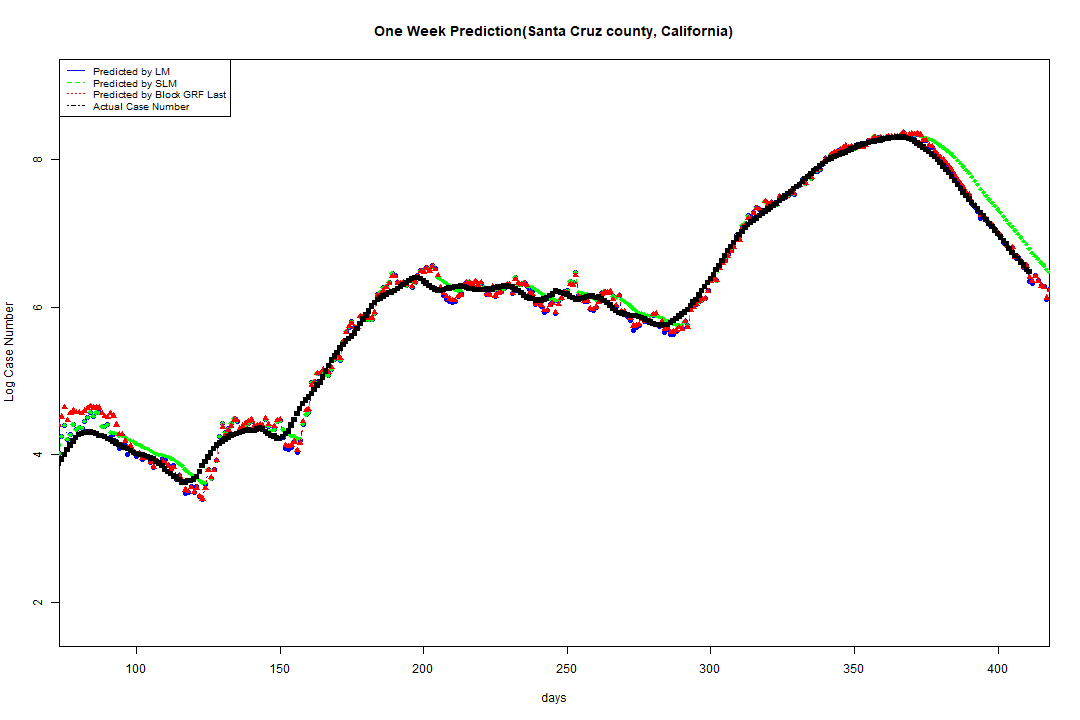 One Week Prediction(Santa Cruz county, California)
Predicted by LM
Predicted by SLM
Predicted by Block GRF Last
Actual Case Number
8
6
4
2
Log Case Number
100 150 200 250 300 350 400
days